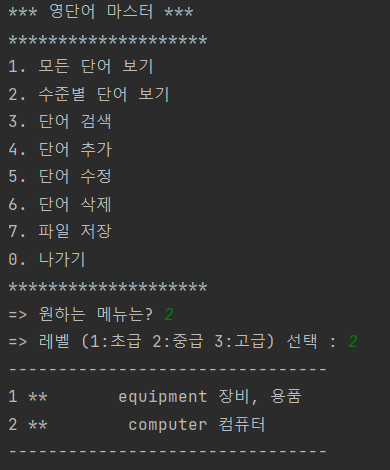 *** 영단어 마스터 ***
********************
1. 모든 단어 보기
2. 수준별 단어 보기
3. 단어 검색
4. 단어 추가
5. 단어 수정
6. 단어 삭제
7. 파일 저장
0. 나가기
********************
=> 원하는 메뉴는? 2
=> 레벨 (1:초급 2:중급 3:고급) 선택 : 2
--------------------------------
1 **       equipment 장비, 용품
2 **        computer 컴퓨터
--------------------------------